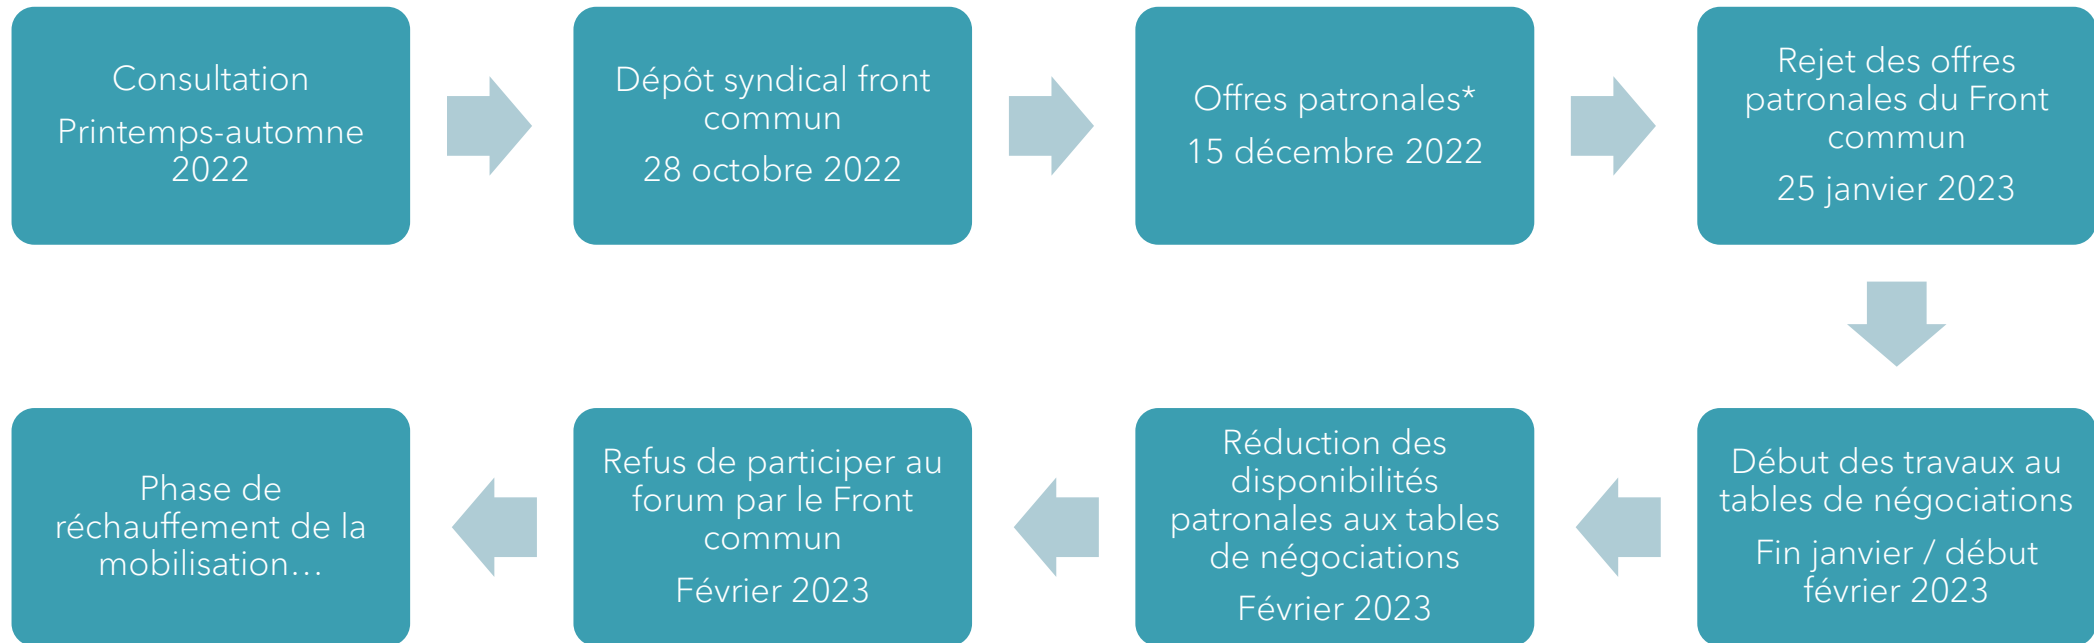 Consultation
Printemps-automne
2022
Dépôt syndical front
commun
28 octobre 2022
Offres patronales*
15 décembre 2022
Rejet des offres
patronales du Front
commun
25 janvier 2023
Début des travaux au
tables de négociations
Fin janvier / début
février 2023
Réduction des
disponibilités
patronales aux tables
de négociations
Février 2023
Refus de participer au
forum par le Front
commun
Février 2023
Phase de
réchauffement de la
mobilisation…